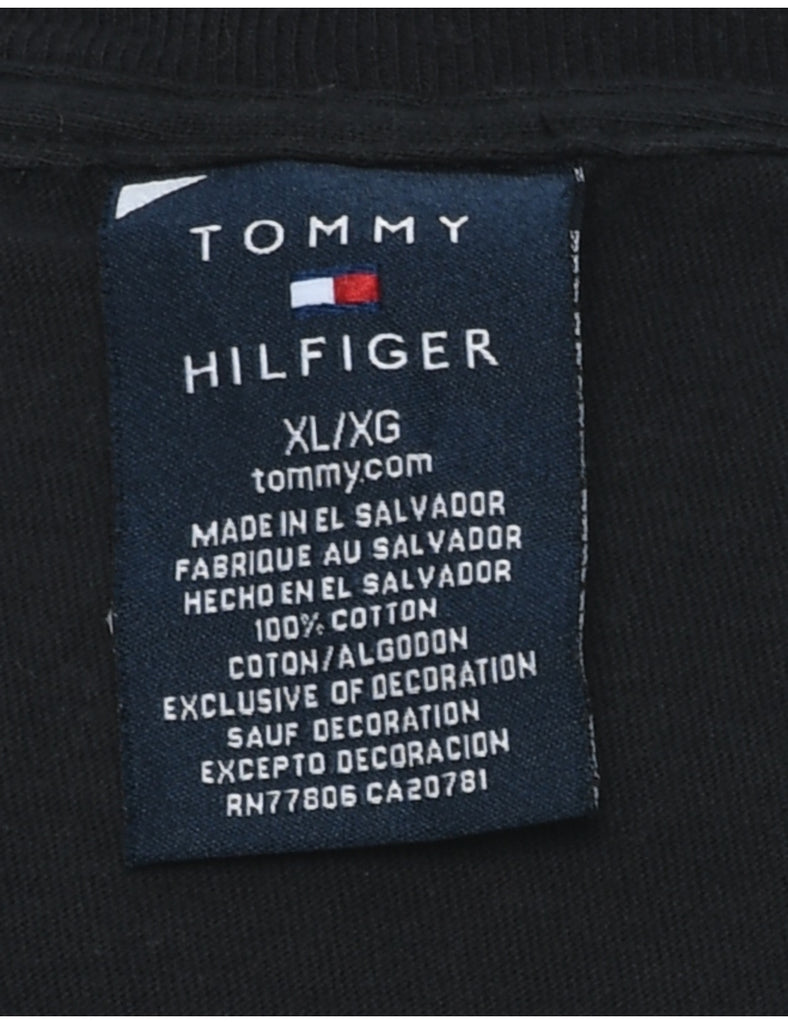 TOMMY
HILFIGER
XL/XG
tommy.com
MADE IN EL SALVADOR
FABRIQUE AU SALVADOR
HECHO EN EL SALVADOR
100% COTTON
COTON/ALGODON
EXCLUSIVE OF DECORATION
SAUF DECORATION
EXCEPTO DECORACION
RN77806 CA20781